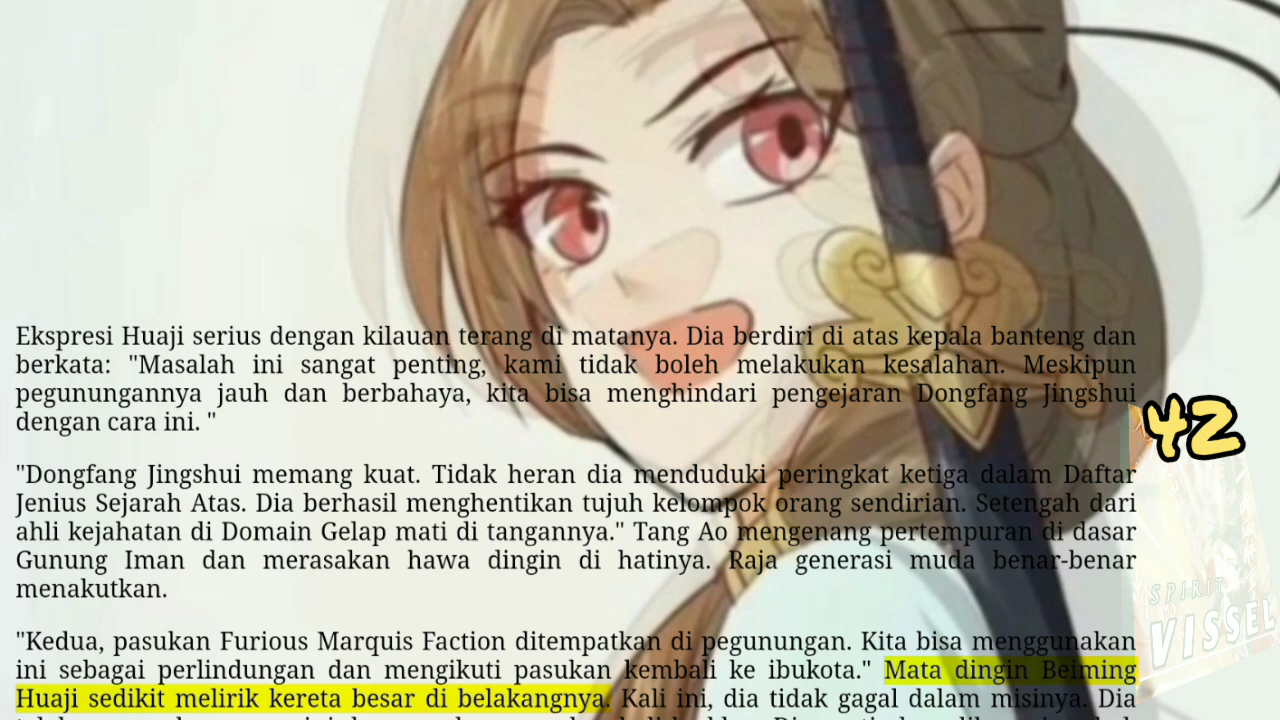 Ekspresi Huaji serius dengan kilauan terang di matanya. Dia berdiri di atas kepala banteng dan
berkata: "Masalah ini sangat penting, kami tidak boleh melakukan kesalahan. Meskipun
pegunungannya jauh dan berbahaya, kita bisa menghindari pengejaran Dongfang Jingshui
dengan cara ini. "
"Dongfang Jingshui memang kuat. Tidak heran dia menduduki peringkat ketiga dalam Daftar
Jenius Sejarah Atas. Dia berhasil menghentikan tujuh kelompok orang sendirian. Setengah dari
ahli kejahatan di Domain Gelap mati di tangannya." Tang Ao mengenang pertempuran di dasar
Gunung Iman dan merasakan hawa dingin di hatinya. Raja generasi muda benar-benar
menakutkan.
"Kedua, pasukan Furious Marquis Faction ditempatkan di pegunungan. Kita bisa menggunakan
ini sebagai perlindungan dan mengikuti pasukan kembali ke ibukota." Mata dingin Beiming
Huaji sedikit melirik kereta besar di belakangnya. Kali ini, dia tidak gagal dalam misinya. Dia
42
SPIRIT
VISSEL